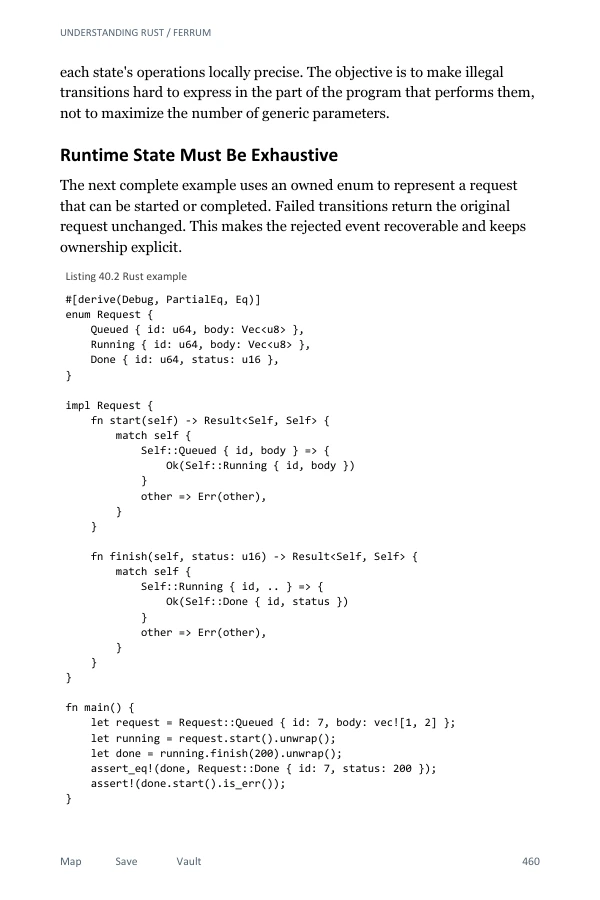 UNDERSTANDING RUST / FERRUM
each state's operations locally precise. The objective is to make illegal
transitions hard to express in the part of the program that performs them,
not to maximize the number of generic parameters.
Runtime State Must Be Exhaustive
The next complete example uses an owned enum to represent a request
that can be started or completed. Failed transitions return the original
request unchanged. This makes the rejected event recoverable and keeps
ownership explicit.
Listing 40.2 Rust example
#[derive(Debug, PartialEq, Eq)]
enum Request {
    Queued { id: u64, body: Vec<u8> },
    Running { id: u64, body: Vec<u8> },
    Done { id: u64, status: u16 },
}

impl Request {
    fn start(self) -> Result<Self, Self> {
        match self {
            Self::Queued { id, body } => {
                Ok(Self::Running { id, body })
            }
            other => Err(other),
        }
    }

    fn finish(self, status: u16) -> Result<Self, Self> {
        match self {
            Self::Running { id, .. } => {
                Ok(Self::Done { id, status })
            }
            other => Err(other),
        }
    }
}

fn main() {
    let request = Request::Queued { id: 7, body: vec![1, 2] };
    let running = request.start().unwrap();
    let done = running.finish(200).unwrap();
    assert_eq!(done, Request::Done { id: 7, status: 200 });
    assert!(done.start().is_err());
}
Map Save Vault 460